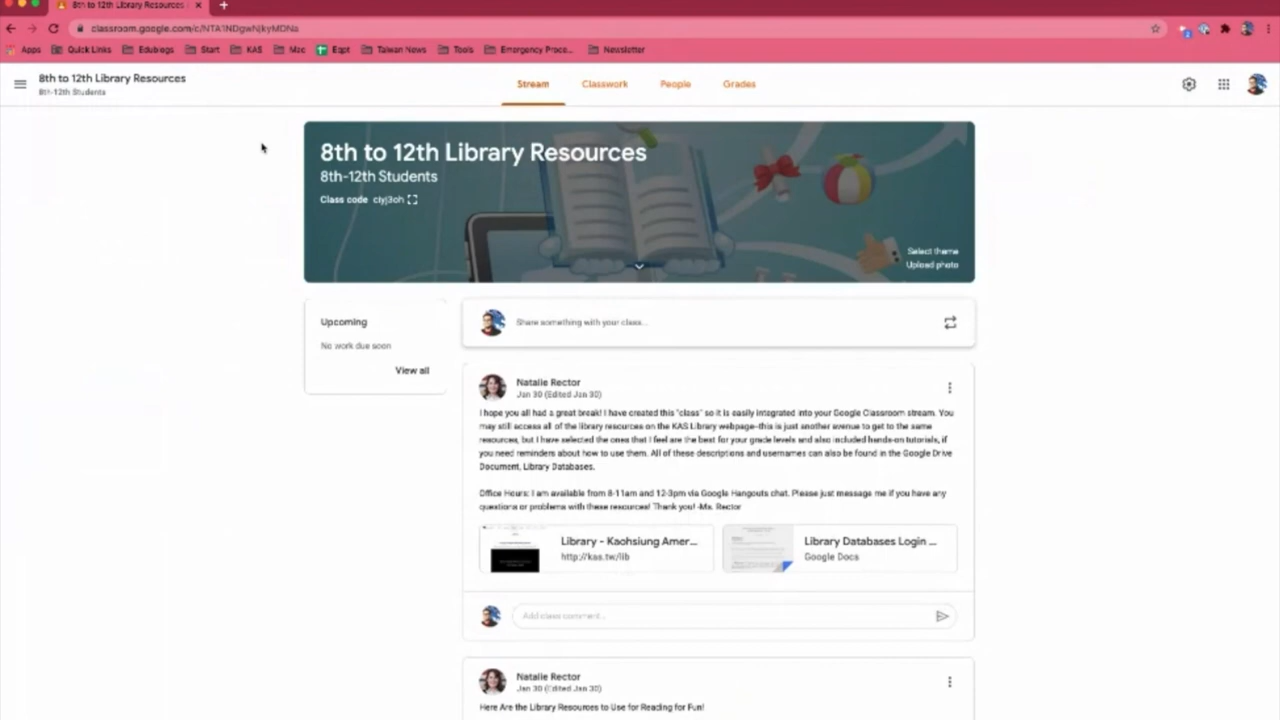 8th to 12th Library Resources
classroom.google.com/c/NTA1NDgwNjkyMDNa
Apps Quick Links Edublogs Start KAS Mac Eapt Taiwan News Tools Emergency Proce... Newsletter
8th to 12th Library Resources
8th-12th Students
Stream Classwork People Grades
8th to 12th Library Resources
8th-12th Students
Class code ciyj3oh
Select theme
Upload photo
Upcoming
No work due soon
View all
Share something with your class...
Natalie Rector
Jan 30 (Edited Jan 30)
I hope you all had a great break! I have created this "class" so it is easily integrated into your Google Classroom stream. You
may still access all of the library resources on the KAS Library webpage-this is just another avenue to get to the same
resources, but I have selected the ones that I feel are the best for your grade levels and also included hands-on tutorials, if
you need reminders about how to use them. All of these descriptions and usernames can also be found in the Google Drive
Document, Library Databases.
Office Hours: I am available from 8-11am and 12-3pm via Google Hangouts chat. Please just message me if you have any
questions or problems with these resources! Thank you! -Ms. Rector
Library - Kaohsiung Amer...
http://kas.tw/lib
Library Databases Login ...
Google Docs
Add class comment...
Natalie Rector
Jan 30 (Edited Jan 30)
Here Are the Library Resources to Use for Reading for Fun!